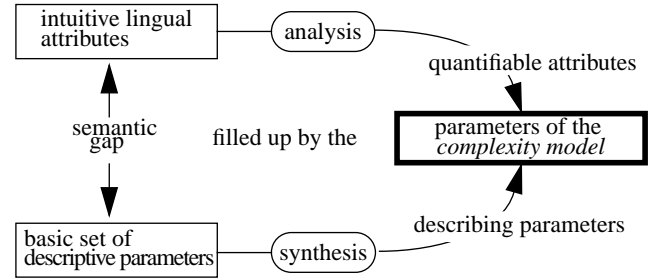 intuitive lingual
attributes
analysis
quantifiable attributes
semantic
gap
filled up by the
parameters of the
complexity model
describing parameters
basic set of
descriptive parameters
synthesis